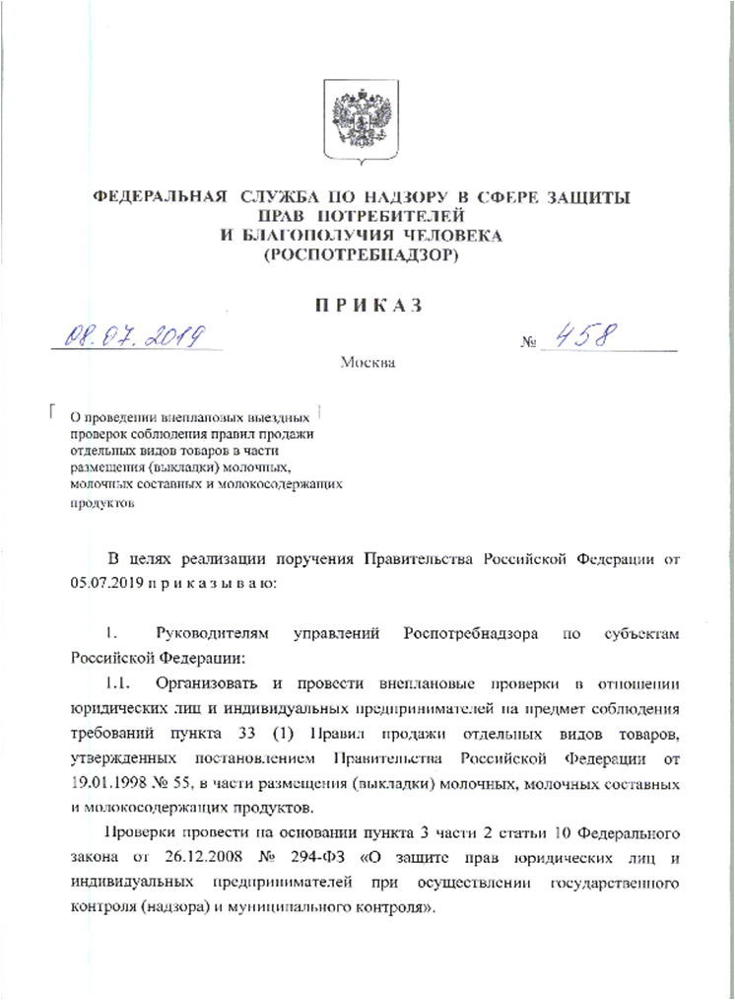 ФЕДЕРАЛЬНАЯ СЛУЖБА ПО НАДЗОРУ В СФЕРЕ ЗАЩИТЫ
ПРАВ ПОТРЕБИТЕЛЕЙ
И БЛАГОПОЛУЧИЯ ЧЕЛОВЕКА
(РОСПОТРЕБНАДЗОР)
ПРИКАЗ
08.07.2019 № 458
Москва
О проведении внеплановых выездных
проверок соблюдения правил продажи
отдельных видов товаров в части
размещения (выкладки) молочных,
молочных составных и молокосодержащих
продуктов
В целях реализации поручения Правительства Российской Федерации от
05.07.2019 п р и к а з ы в а ю:
1. Руководителям управлений Роспотребнадзора по субъектам
Российской Федерации:
1.1. Организовать и провести внеплановые проверки в отношении
юридических лиц и индивидуальных предпринимателей на предмет соблюдения
требований пункта 33 (1) Правил продажи отдельных видов товаров,
утвержденных постановлением Правительства Российской Федерации от
19.01.1998 № 55, в части размещения (выкладки) молочных, молочных составных
и молокосодержащих продуктов.
Проверки провести на основании пункта 3 части 2 статьи 10 Федерального
закона от 26.12.2008 № 294-ФЗ «О защите прав юридических лиц и
индивидуальных предпринимателей при осуществлении государственного
контроля (надзора) и муниципального контроля».